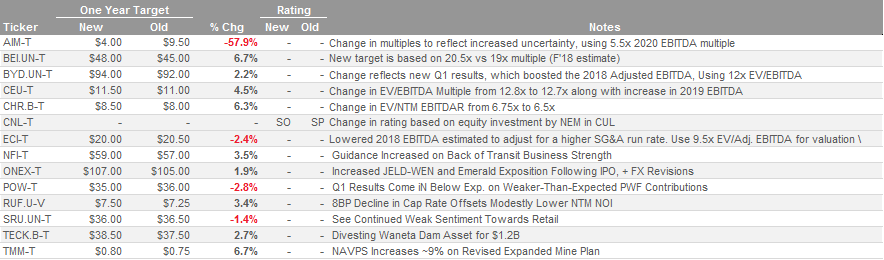 One Year Target Rating
Ticker New Old % Chg New Old Notes
AIM-T $4.00 $9.50 -57.9% - - Change in multiples to reflect increased uncertainty, using 5.5x 2020 EBITDA multiple
BEI.UN-T $48.00 $45.00 6.7% - - New target is based on 20.5x vs 19x multiple (F'18 estimate)
BYD.UN-T $94.00 $92.00 2.2% - - Change reflects new Q1 results, which boosted the 2018 Adjusted EBITDA, Using 12x EV/EBITDA
CEU-T $11.50 $11.00 4.5% - - Change in EV/EBITDA Multiple from 12.8x to 12.7x along with increase in 2019 EBITDA
CHR.B-T $8.50 $8.00 6.3% - - Change in EV/NTM EBITDAR from 6.75x to 6.5x
CNL-T - - - SO SP Change in rating based on equity investment by NEM in CUL
ECI-T $20.00 $20.50 -2.4% - - Lowered 2018 EBITDA estimated to adjust for a higher SG&A run rate. Use 9.5x EV/Adj. EBITDA for valuation \
NFI-T $59.00 $57.00 3.5% - - Guidance Increased on Back of Transit Business Strength
ONEX-T $107.00 $105.00 1.9% - - Increased JELD-WEN and Emerald Exposition Following IPO, + FX Revisions
POW-T $35.00 $36.00 -2.8% - - Q1 Results Come iN Below Exp. on Weaker-Than-Expected PWF Contributions
RUF.U-V $7.50 $7.25 3.4% - - 8BP Decline in Cap Rate Offsets Modestly Lower NTM NOI
SRU.UN-T $36.00 $36.50 -1.4% - - See Continued Weak Sentiment Towards Retail
TECK.B-T $38.50 $37.50 2.7% - - Divesting Waneta Dam Asset for $1.2B
TMM-T $0.80 $0.75 6.7% - - NAVPS Increases ~9% on Revised Expanded Mine Plan